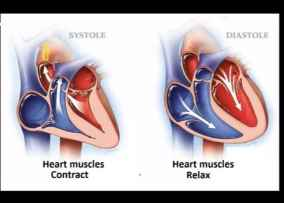 SYSTOLE
DIASTOLE
Heart muscles
Contract
Heart muscles
Relax